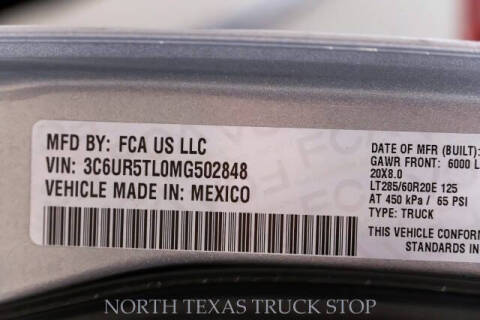 MFD BY: FCA US LLC
VIN: 3C6UR5TL0MG502848
VEHICLE MADE IN: MEXICO
DATE OF MFR (BUILT):
GAWR FRONT: 6000 L
20X8.0
LT285/60R20E 125
AT 450 kPa / 65 PSI
TYPE: TRUCK
THIS VEHICLE CONFORM
STANDARDS IN
NORTH TEXAS TRUCK STOP